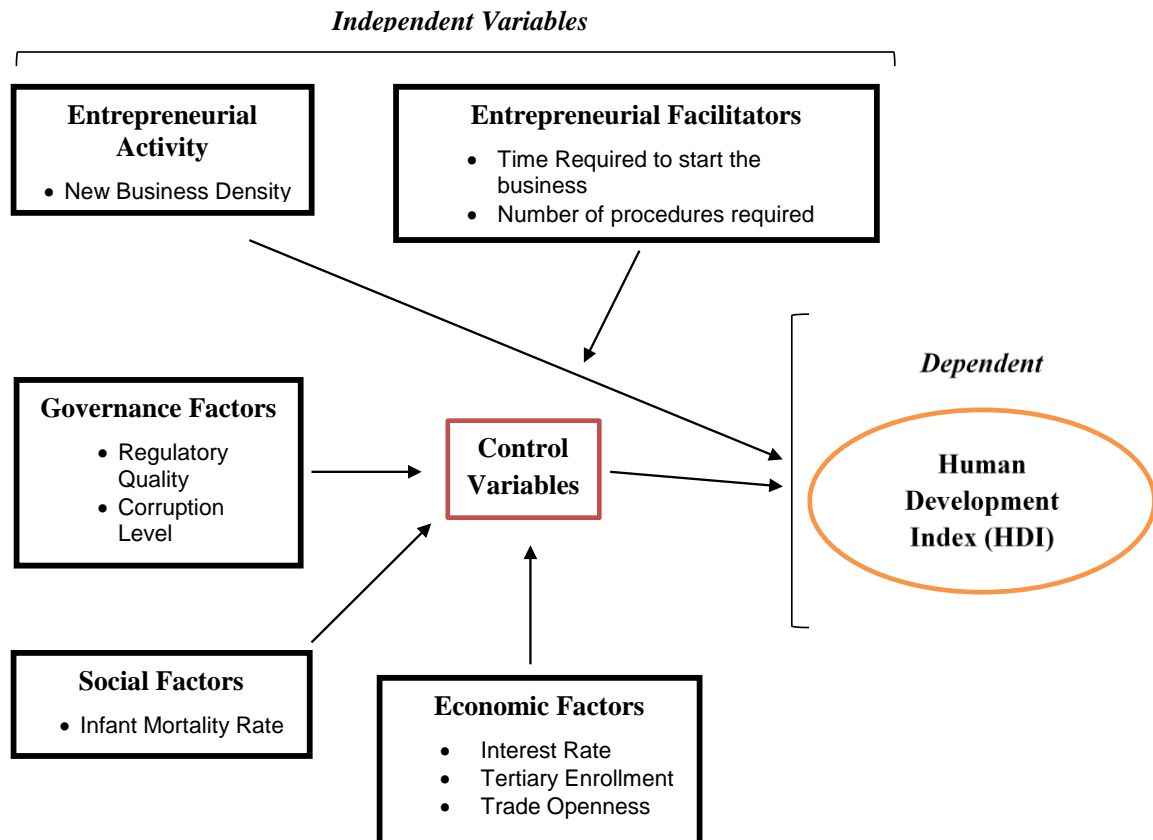 Independent Variables
Entrepreneurial
Activity
• New Business Density
Entrepreneurial Facilitators
• Time Required to start the
business
• Number of procedures required
Governance Factors
• Regulatory
Quality
• Corruption
Level
Control
Variables
Dependent
Human
Development
Index (HDI)
Social Factors
• Infant Mortality Rate
Economic Factors
• Interest Rate
• Tertiary Enrollment
• Trade Openness